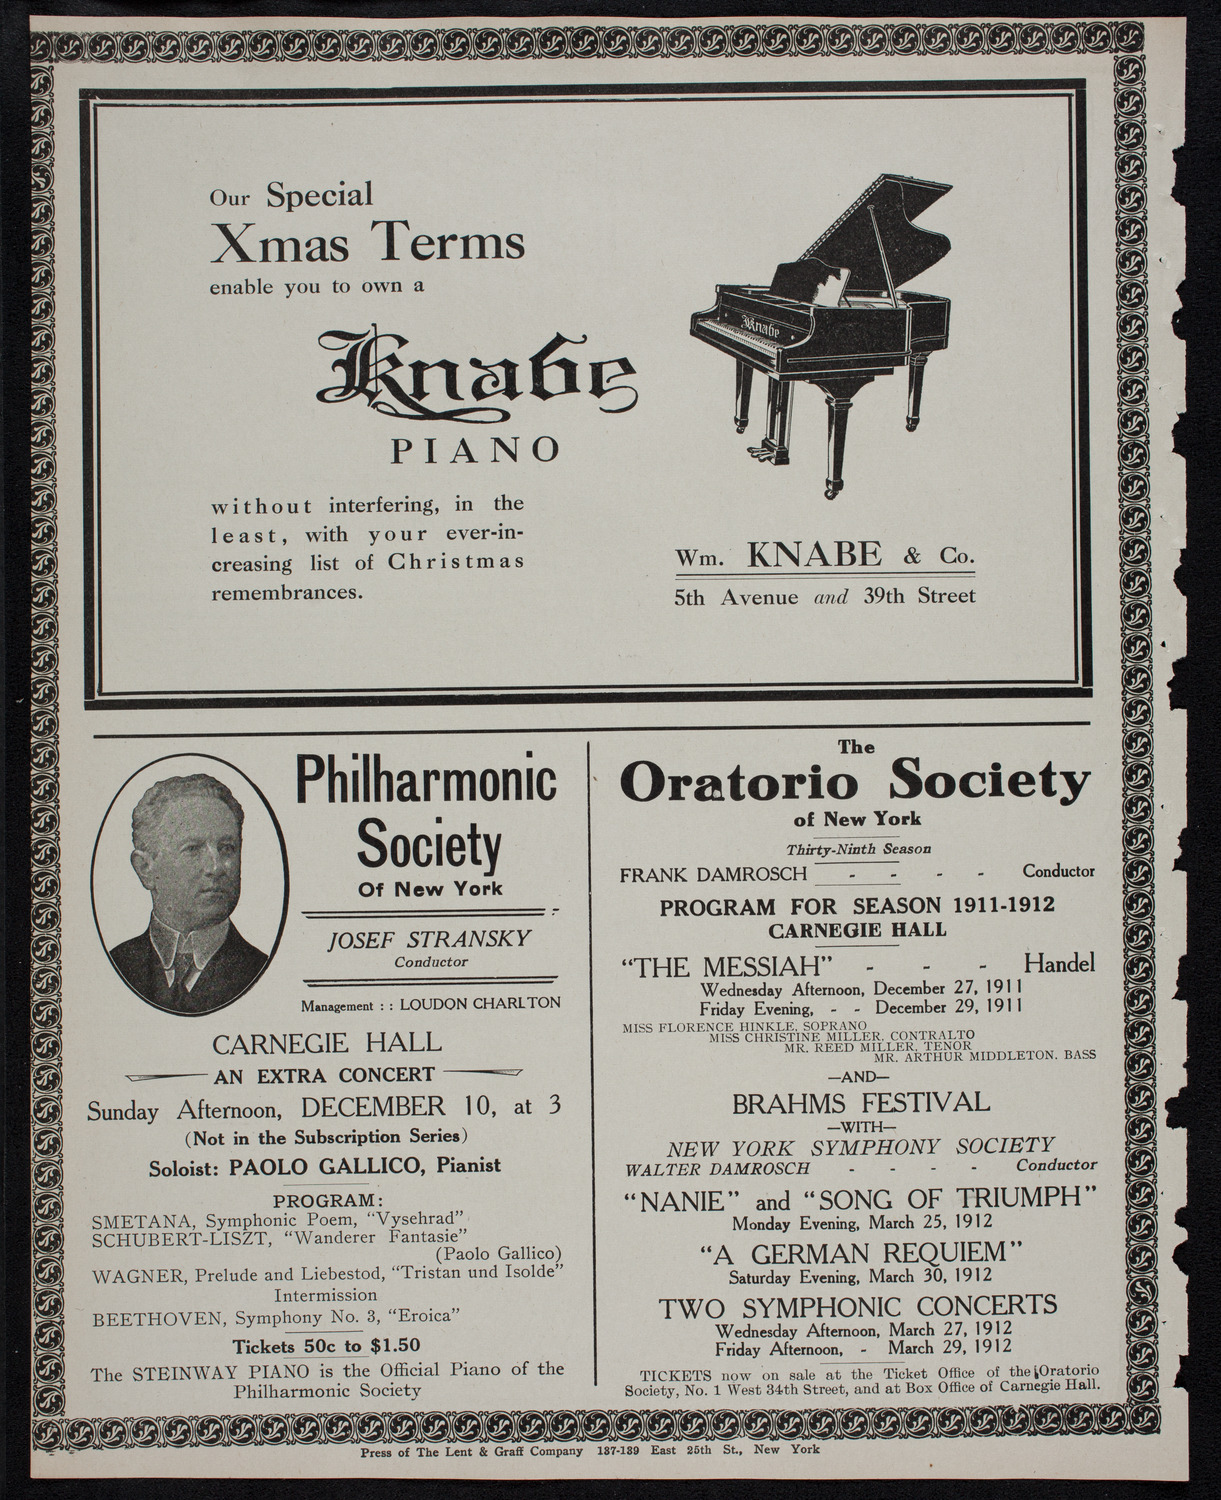 Our Special
Xmas Terms
enable you to own a
Knabe
PIANO
without interfering, in the
least, with your ever-in-
creasing list of Christmas
remembrances.
Knabe
Wm. KNABE & Co.
5th Avenue and 39th Street
Philharmonic
Society
Of New York
JOSEF STRANSKY
Conductor
Management : : LOUDON CHARLTON
CARNEGIE HALL
AN EXTRA CONCERT
Sunday Afternoon, DECEMBER 10, at 3
(Not in the Subscription Series)
Soloist: PAOLO GALLICO, Pianist
PROGRAM:
SMETANA, Symphonic Poem, "Vysehrad"
SCHUBERT-LISZT, "Wanderer Fantasie"
(Paolo Gallico)
WAGNER, Prelude and Liebestod, "Tristan und Isolde"
Intermission
BEETHOVEN, Symphony No. 3, "Eroica"
Tickets 50c to $1.50
The STEINWAY PIANO is the Official Piano of the
Philharmonic Society
The
Oratorio Society
of New York
Thirty-Ninth Season
FRANK DAMROSCH - - - - Conductor
PROGRAM FOR SEASON 1911-1912
CARNEGIE HALL
"THE MESSIAH" - - - Handel
Wednesday Afternoon, December 27, 1911
Friday Evening, - - December 29, 1911
MISS FLORENCE HINKLE, SOPRANO
MISS CHRISTINE MILLER, CONTRALTO
MR. REED MILLER, TENOR
MR. ARTHUR MIDDLETON. BASS
—AND—
BRAHMS FESTIVAL
—WITH—
NEW YORK SYMPHONY SOCIETY
WALTER DAMROSCH - - - - Conductor
"NANIE" and "SONG OF TRIUMPH"
Monday Evening, March 25, 1912
"A GERMAN REQUIEM"
Saturday Evening, March 30, 1912
TWO SYMPHONIC CONCERTS
Wednesday Afternoon, March 27, 1912
Friday Afternoon, - March 29, 1912
TICKETS now on sale at the Ticket Office of the Oratorio
Society, No. 1 West 34th Street, and at Box Office of Carnegie Hall.
Press of The Lent & Graff Company 137-139 East 25th St., New York